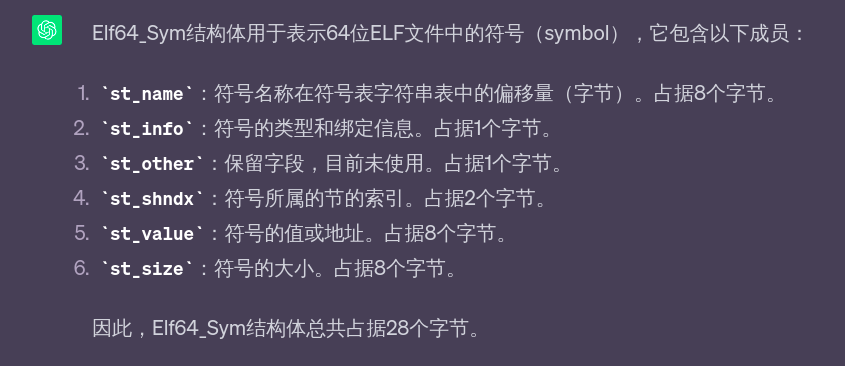 Elf64_Sym结构体用于表示64位ELF文件中的符号（symbol），它包含以下成员：
1. `st_name`：符号名称在符号表字符串表中的偏移量（字节）。占据8个字节。
2. `st_info`：符号的类型和绑定信息。占据1个字节。
3. `st_other`：保留字段，目前未使用。占据1个字节。
4. `st_shndx`：符号所属的节的索引。占据2个字节。
5. `st_value`：符号的值或地址。占据8个字节。
6. `st_size`：符号的大小。占据8个字节。
因此，Elf64_Sym结构体总共占据28个字节。